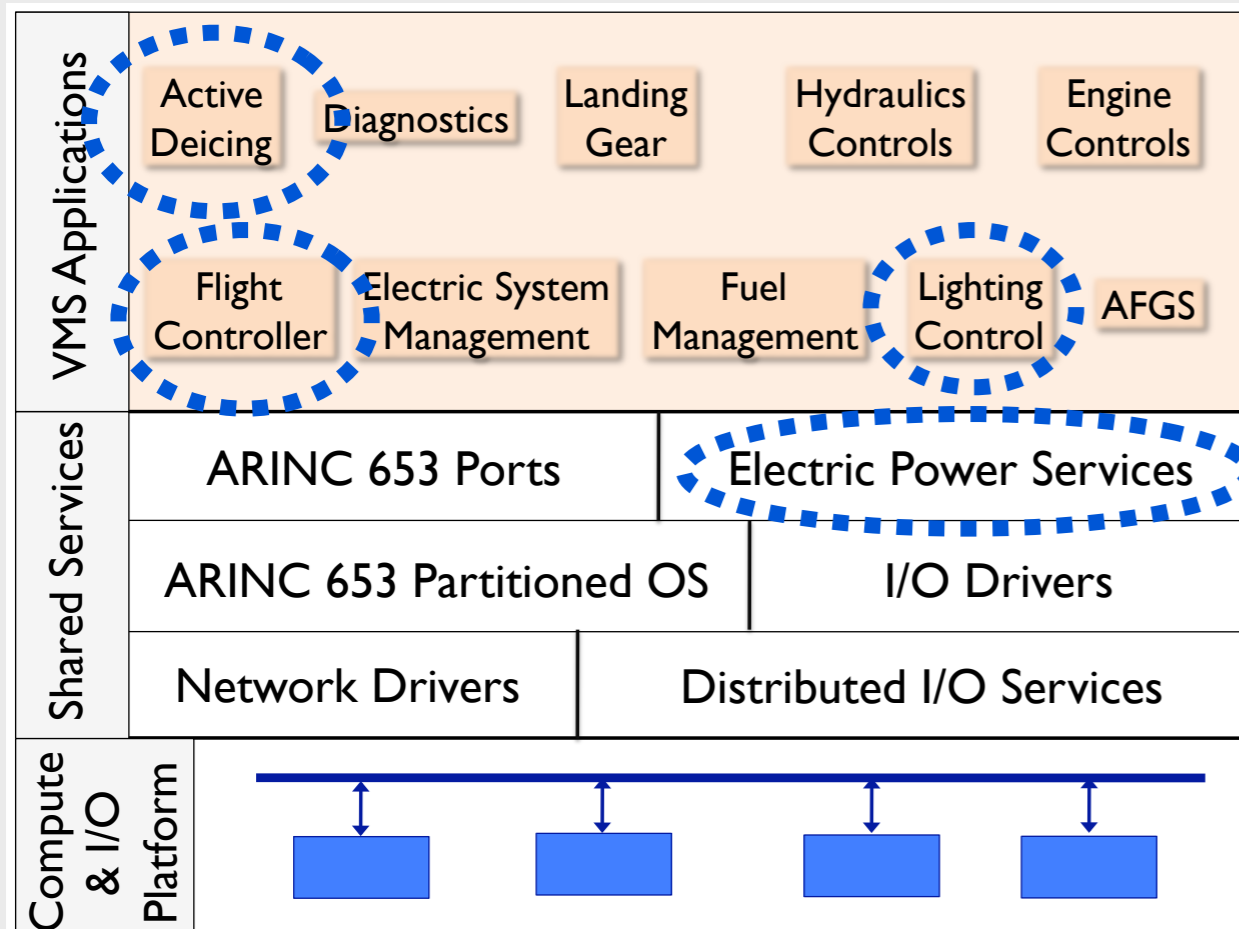 VMS Applications
Active
Deicing
Diagnostics
Landing
Gear
Hydraulics
Controls
Engine
Controls
Flight
Controller
Electric System
Management
Fuel
Management
Lighting
Control
AFGS
Shared Services
ARINC 653 Ports
Electric Power Services
ARINC 653 Partitioned OS
I/O Drivers
Network Drivers
Distributed I/O Services
Compute
& I/O
Platform